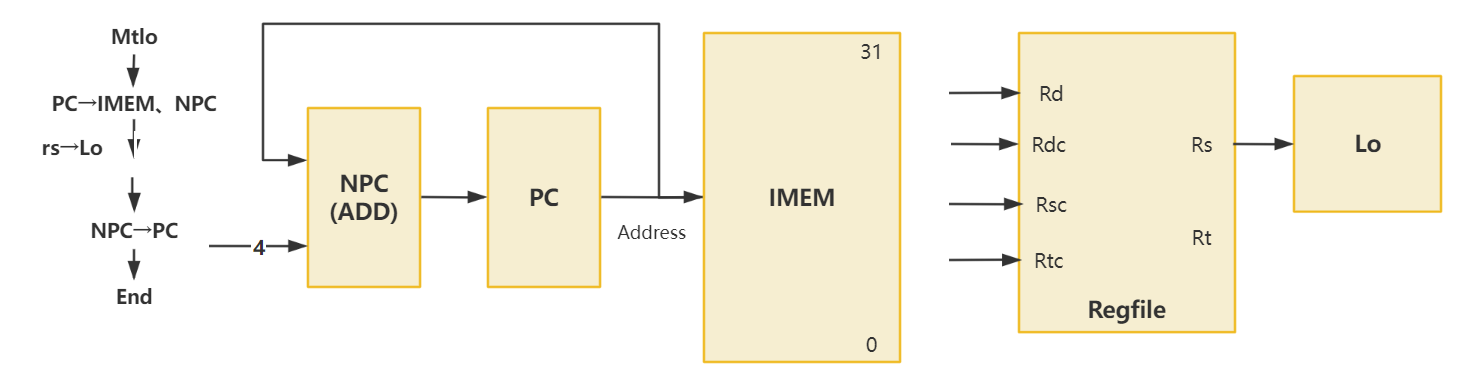 Mtlo
PC→IMEM、NPC
rs→Lo
NPC→PC
End
4
NPC
(ADD)
PC
Address
31
IMEM
0
Rd
Rdc
Rsc
Rtc
Rs
Rt
Regfile
Lo